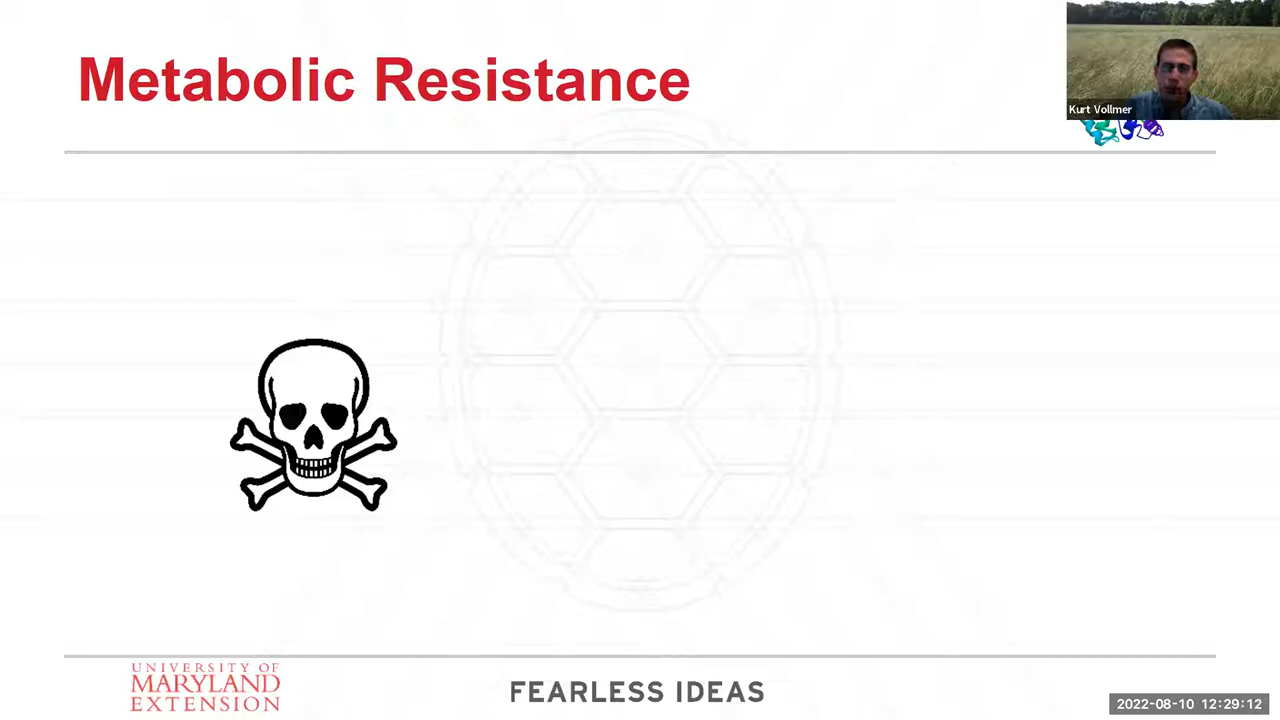 Metabolic Resistance
Kurt Vollmer
UNIVERSITY OF
MARYLAND
EXTENSION
FEARLESS IDEAS
2022-08-10 12:29:12